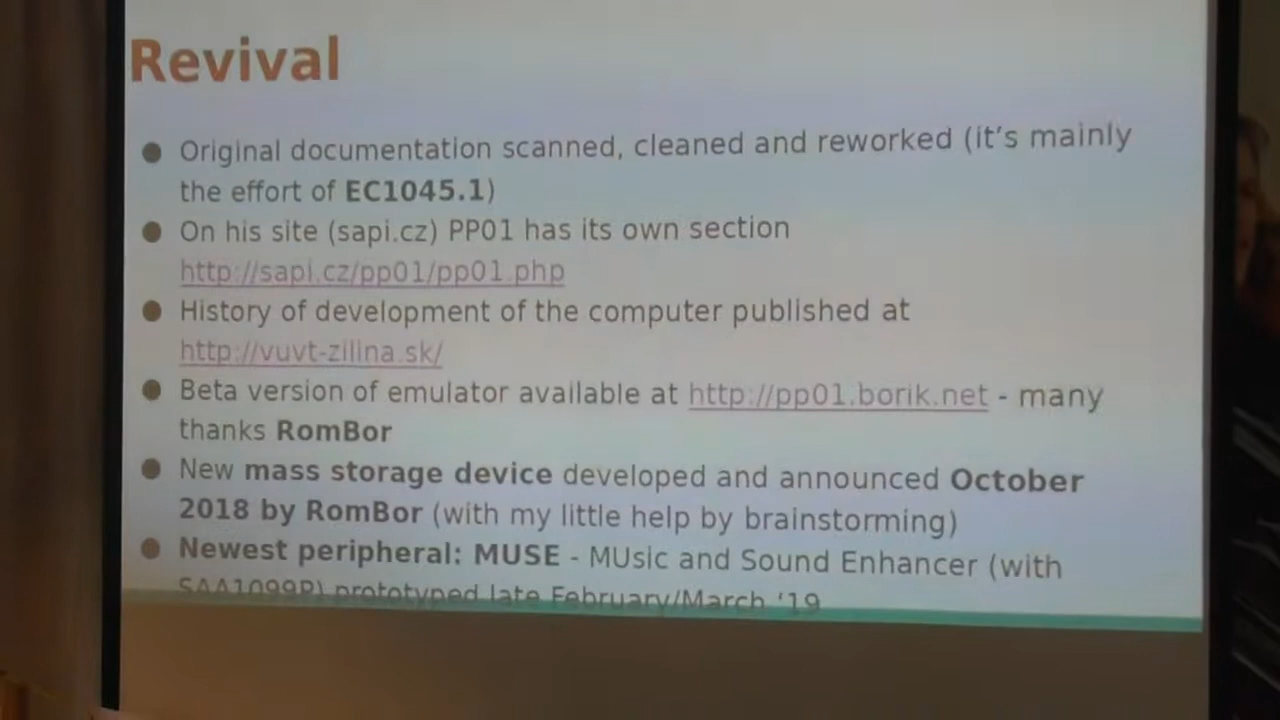 Revival
● Original documentation scanned, cleaned and reworked (it’s mainly
the effort of EC1045.1)
● On his site (sapi.cz) PP01 has its own section
http://sapi.cz/pp01/pp01.php
● History of development of the computer published at
http://vuvt-zilina.sk/
● Beta version of emulator available at http://pp01.borik.net - many
thanks RomBor
● New mass storage device developed and announced October
2018 by RomBor (with my little help by brainstorming)
● Newest peripheral: MUSE - MUsic and Sound Enhancer (with
SAA1099P) prototyped late February/March ‘19